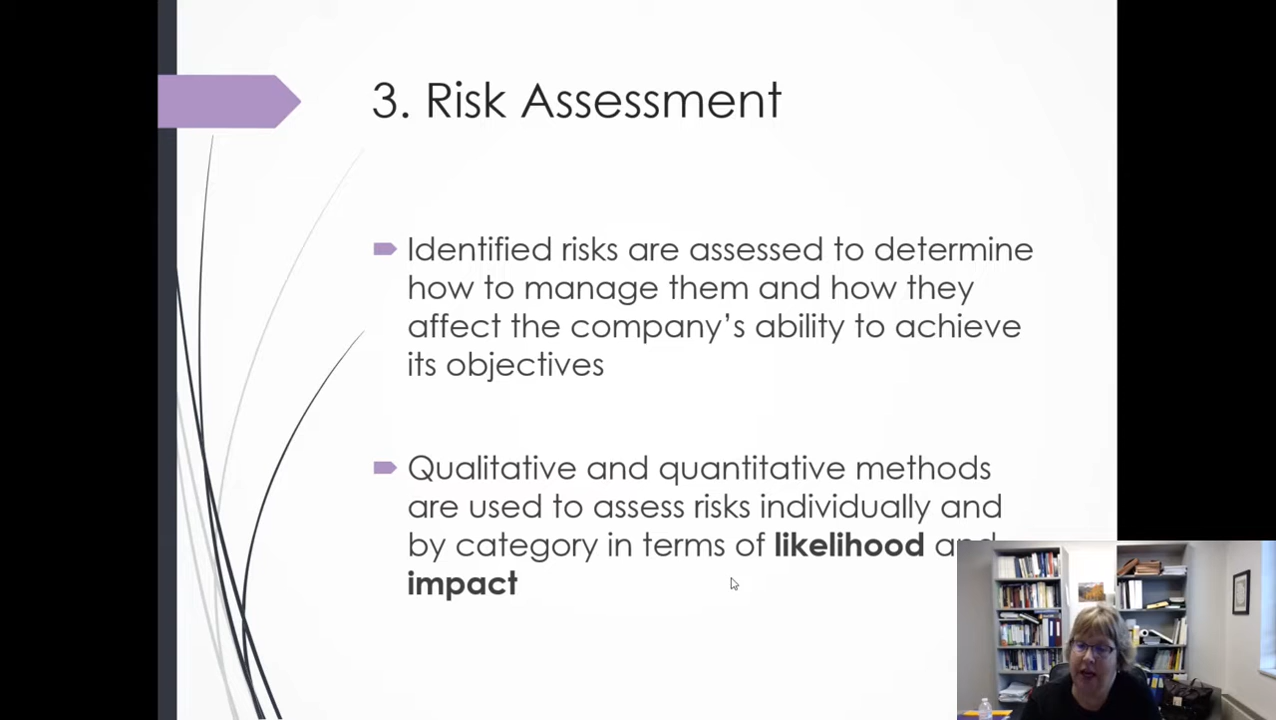 3. Risk Assessment
Identified risks are assessed to determine
how to manage them and how they
affect the company’s ability to achieve
its objectives
Qualitative and quantitative methods
are used to assess risks individually and
by category in terms of likelihood and
impact